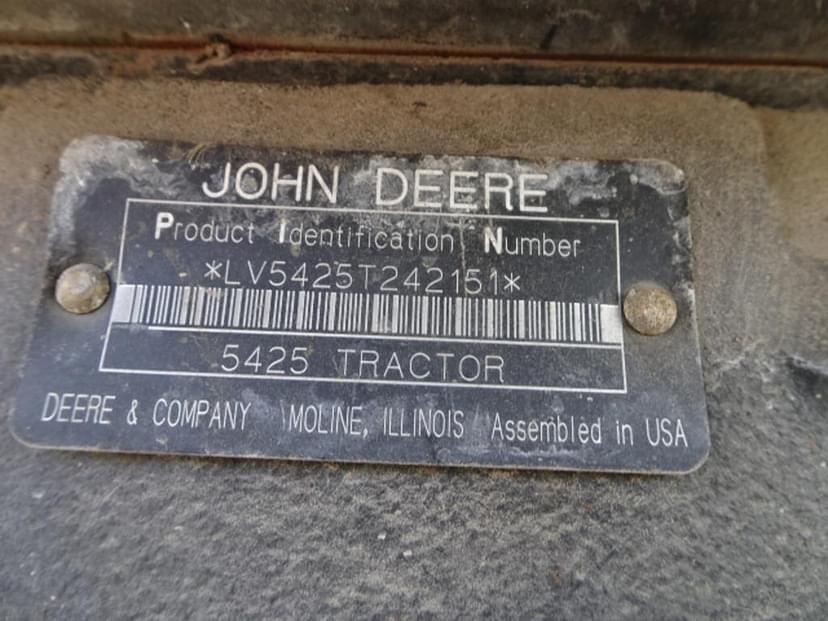 JOHN DEERE
Product Identification Number
*LV5425T242151*
5425 TRACTOR
DEERE & COMPANY MOLINE, ILLINOIS Assembled in USA